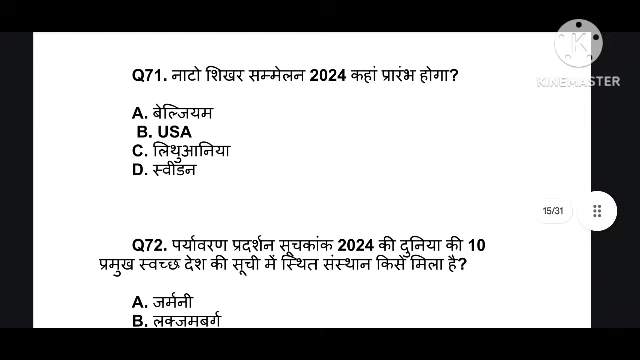 KINEMASTER
Q71. नाटो शिखर सम्मेलन 2024 कहां प्रारंभ होगा?
A. बेल्जियम
B. USA
C. लिथुआनिया
D. स्वीडन
15/31
Q72. पर्यावरण प्रदर्शन सूचकांक 2024 की दुनिया की 10
प्रमुख स्वच्छ देश की सूची में स्थित संस्थान किसे मिला है?
A. जर्मनी
B. लक्जमबर्ग